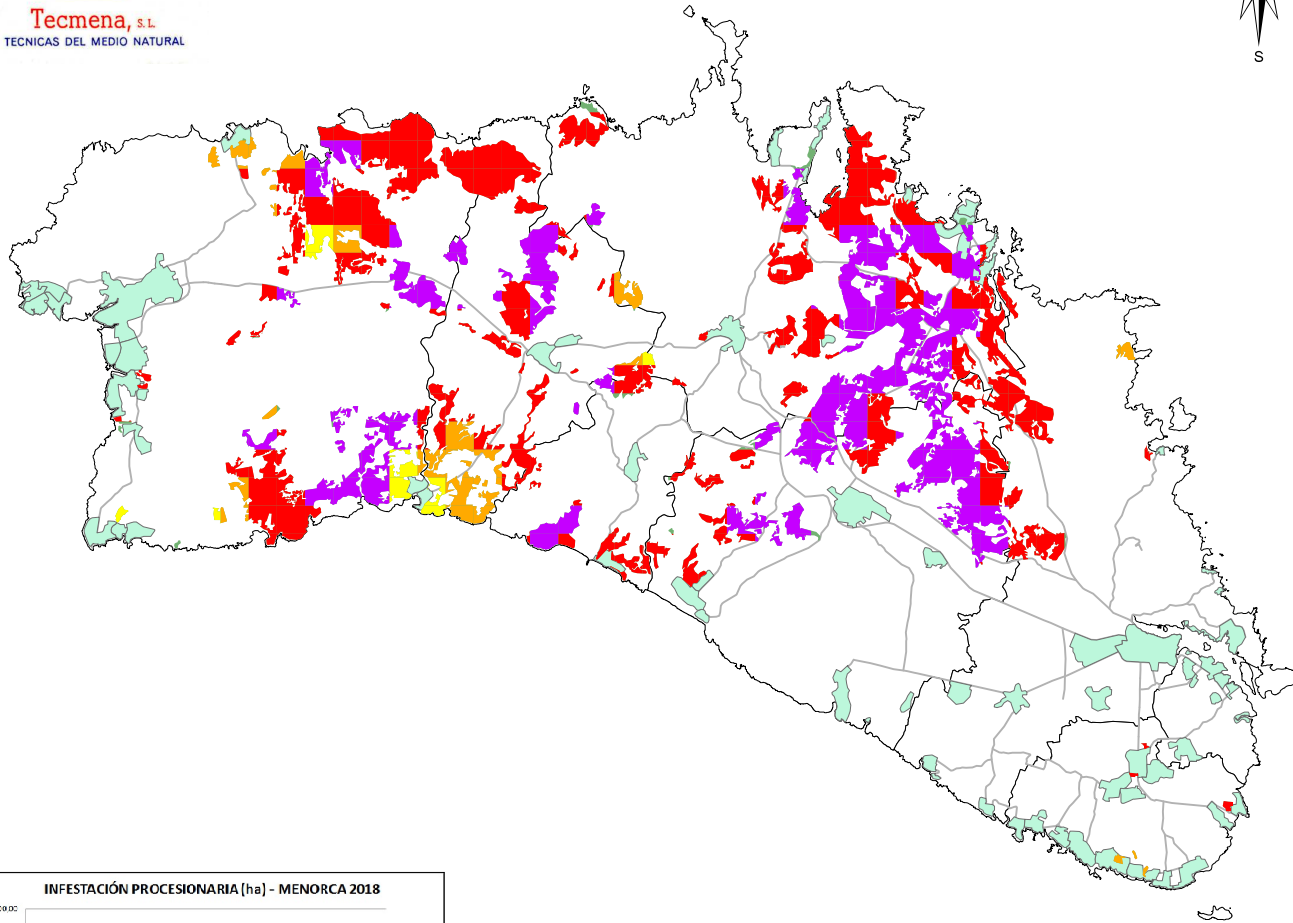 Tecmena, S.L.
TECNICAS DEL MEDIO NATURAL
S
INFESTACIÓN PROCESIONARIA (ha) - MENORCA 2018